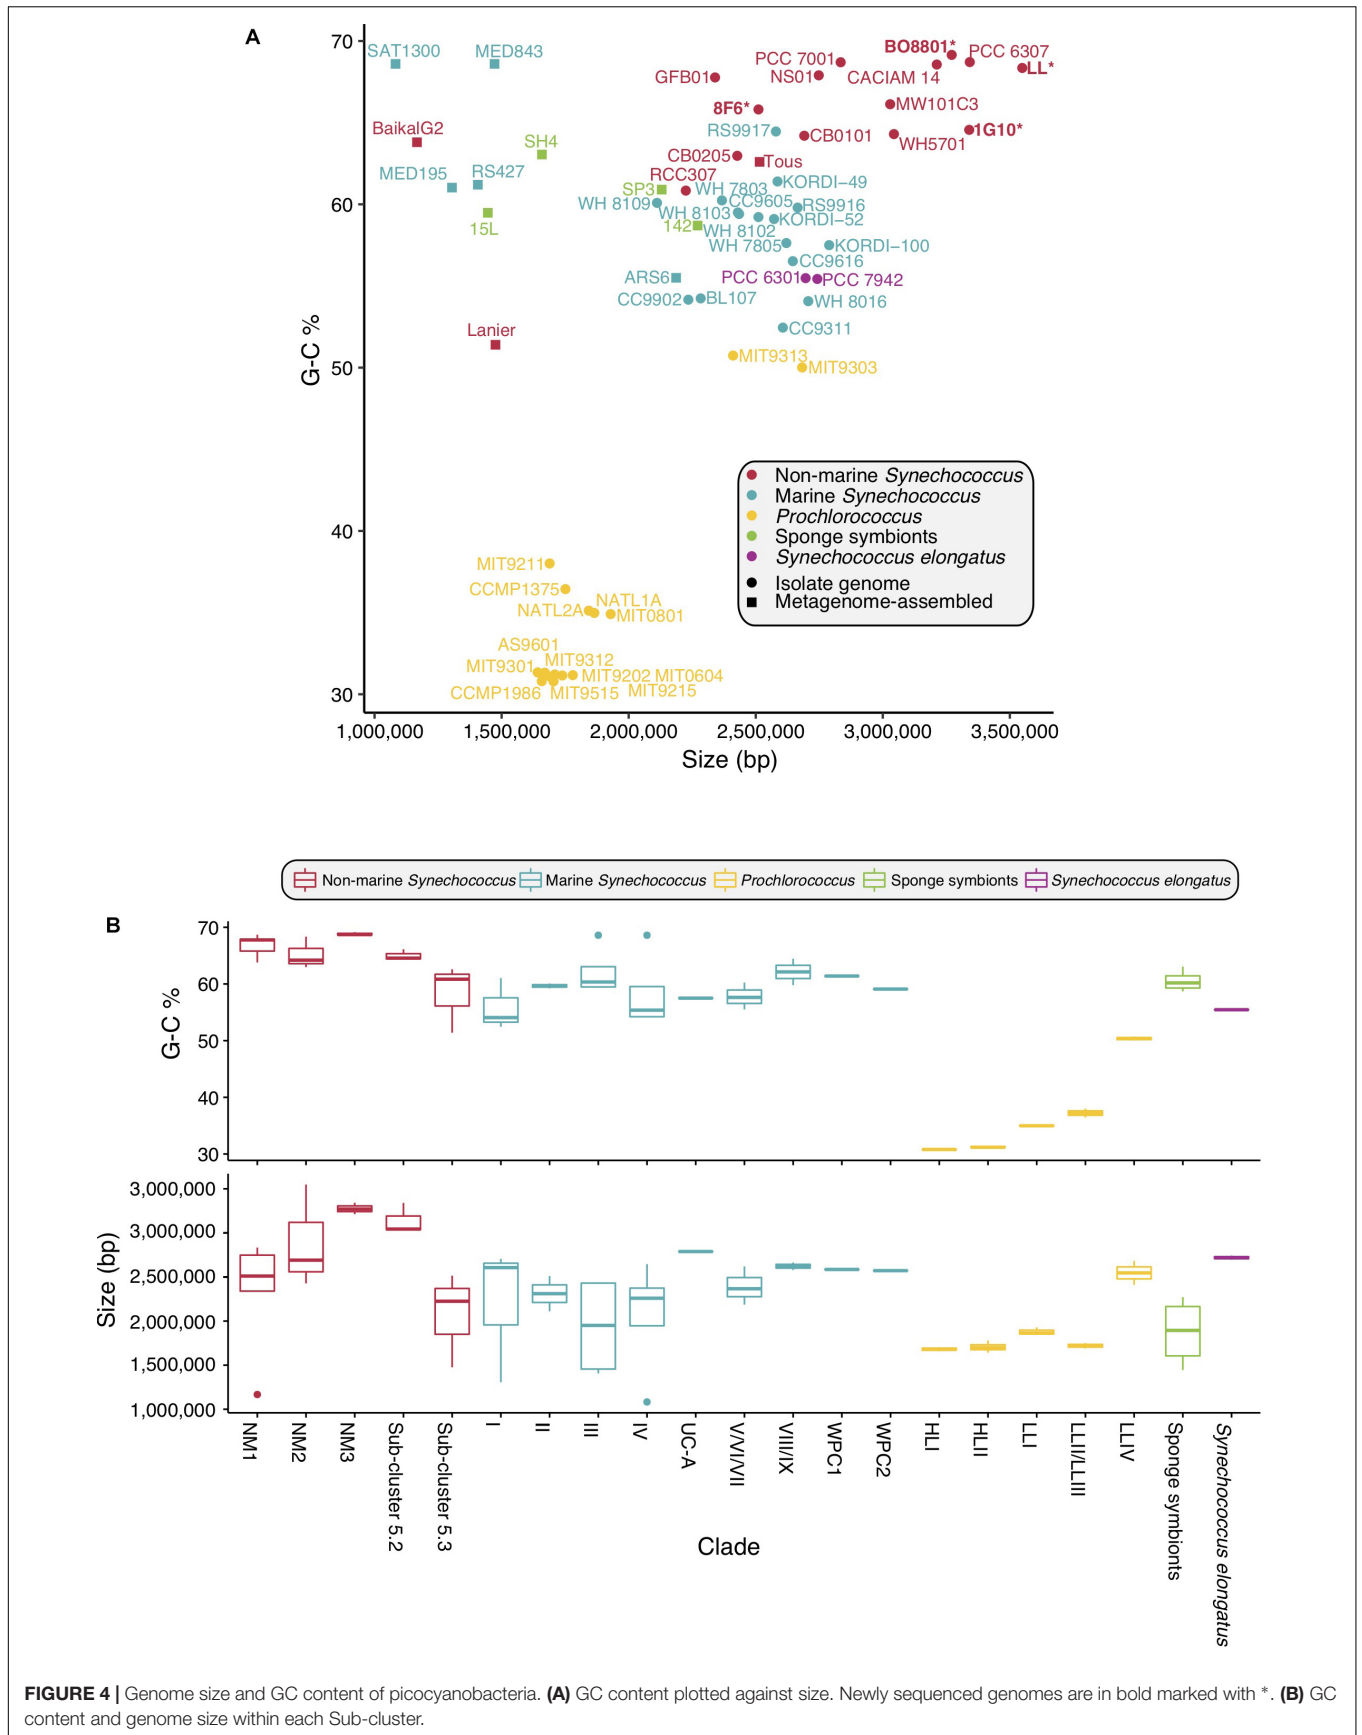 A
70
60
50
40
30
G-C %
SAT1300
MED843
BaikalG2
MED195
RS427
SH4
15L
Lanier
GFB01
PCC 7001
NS01
BO8801*
PCC 6307
CACIAM 14
LL*
8F6*
MW101C3
RS9917
CB0101
WH5701
1G10*
CB0205
Tous
RCC307
SP3
WH 7803
KORDI-49
WH 8109
CC9605
RS9916
WH 8103
KORDI-52
142
WH 8102
WH 7805
KORDI-100
CC9616
ARS6
PCC 6301
PCC 7942
CC9902
BL107
WH 8016
CC9311
MIT9313
MIT9303
MIT9211
CCMP1375
NATL1A
NATL2A
MIT0801
AS9601
MIT9312
MIT9301
MIT9202
MIT0604
CCMP1986
MIT9515
MIT9215
Non-marine Synechococcus
Marine Synechococcus
Prochlorococcus
Sponge symbionts
Synechococcus elongatus
Isolate genome
Metagenome-assembled
1,000,000
1,500,000
2,000,000
2,500,000
3,000,000
3,500,000
Size (bp)
Non-marine Synechococcus
Marine Synechococcus
Prochlorococcus
Sponge symbionts
Synechococcus elongatus
B
70
60
50
40
30
G-C %
3,000,000
3,000,000
2,500,000
2,000,000
1,500,000
1,000,000
Size (bp)
NM1
NM2
NM3
Sub-cluster 5.2
Sub-cluster 5.3
I
II
III
IV
UC-A
V/VI/VII
VIII/IX
WPC1
WPC2
HLI
HLII
LLI
LLII/LLIII
LLIV
Sponge symbionts
Synechococcus elongatus
Clade
FIGURE 4 | Genome size and GC content of picocyanobacteria. (A) GC content plotted against size. Newly sequenced genomes are in bold marked with *. (B) GC
content and genome size within each Sub-cluster.